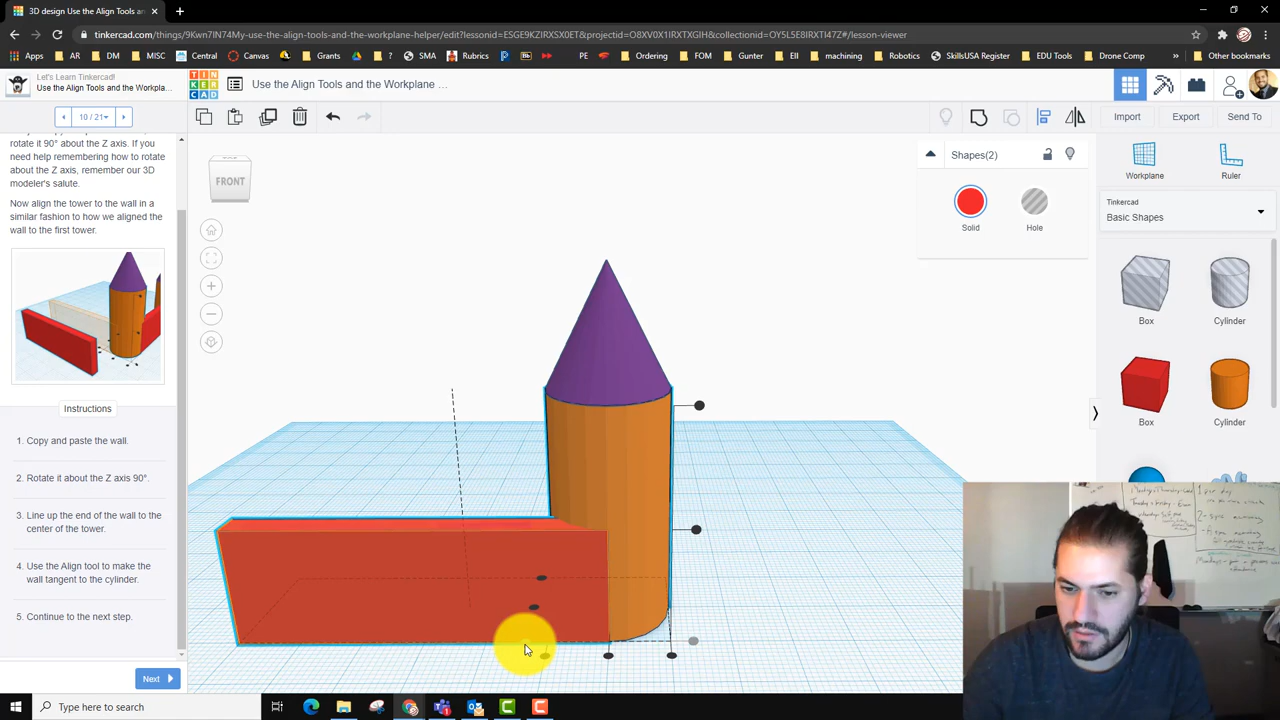 3D design Use the Align Tools an
tinkercad.com/things/9Kwn7IN74My-use-the-align-tools-and-the-workplane-helper/edit?lessonid=ESGE9KZIRXSX0ET&projectid=O8XV0X1IRXTXGIH&collectionid=OY5L5E8IRXTI47Z#/lesson-viewer
Apps AR DM MISC Central Canvas Grants SMA Rubrics PE Ordering FOM Gunter EII machining Robotics SkillsUSA Register EDU Tools Drone Comp Other bookmarks
Let's Learn Tinkercad!
Use the Align Tools and the Workpla...
TINKERCAD
Use the Align Tools and the Workplane ...
10 / 21
Import Export Send To
rotate it 90° about the Z axis. If you
need help remembering how to rotate
about the Z axis, remember our 3D
modeler's salute.
Now align the tower to the wall in a
similar fashion to how we aligned the
wall to the first tower.
Instructions
1. Copy and paste the wall.
2. Rotate it about the Z axis 90°.
3. Line up the end of the wall to the
center of the tower.
4. Use the Align tool to make the
wall tangent to the cylinder.
5. Continue to the next step.
Next
FRONT
Shapes(2)
Solid Hole
Workplane Ruler
Tinkercad
Basic Shapes
Box Cylinder
Box Cylinder
Type here to search